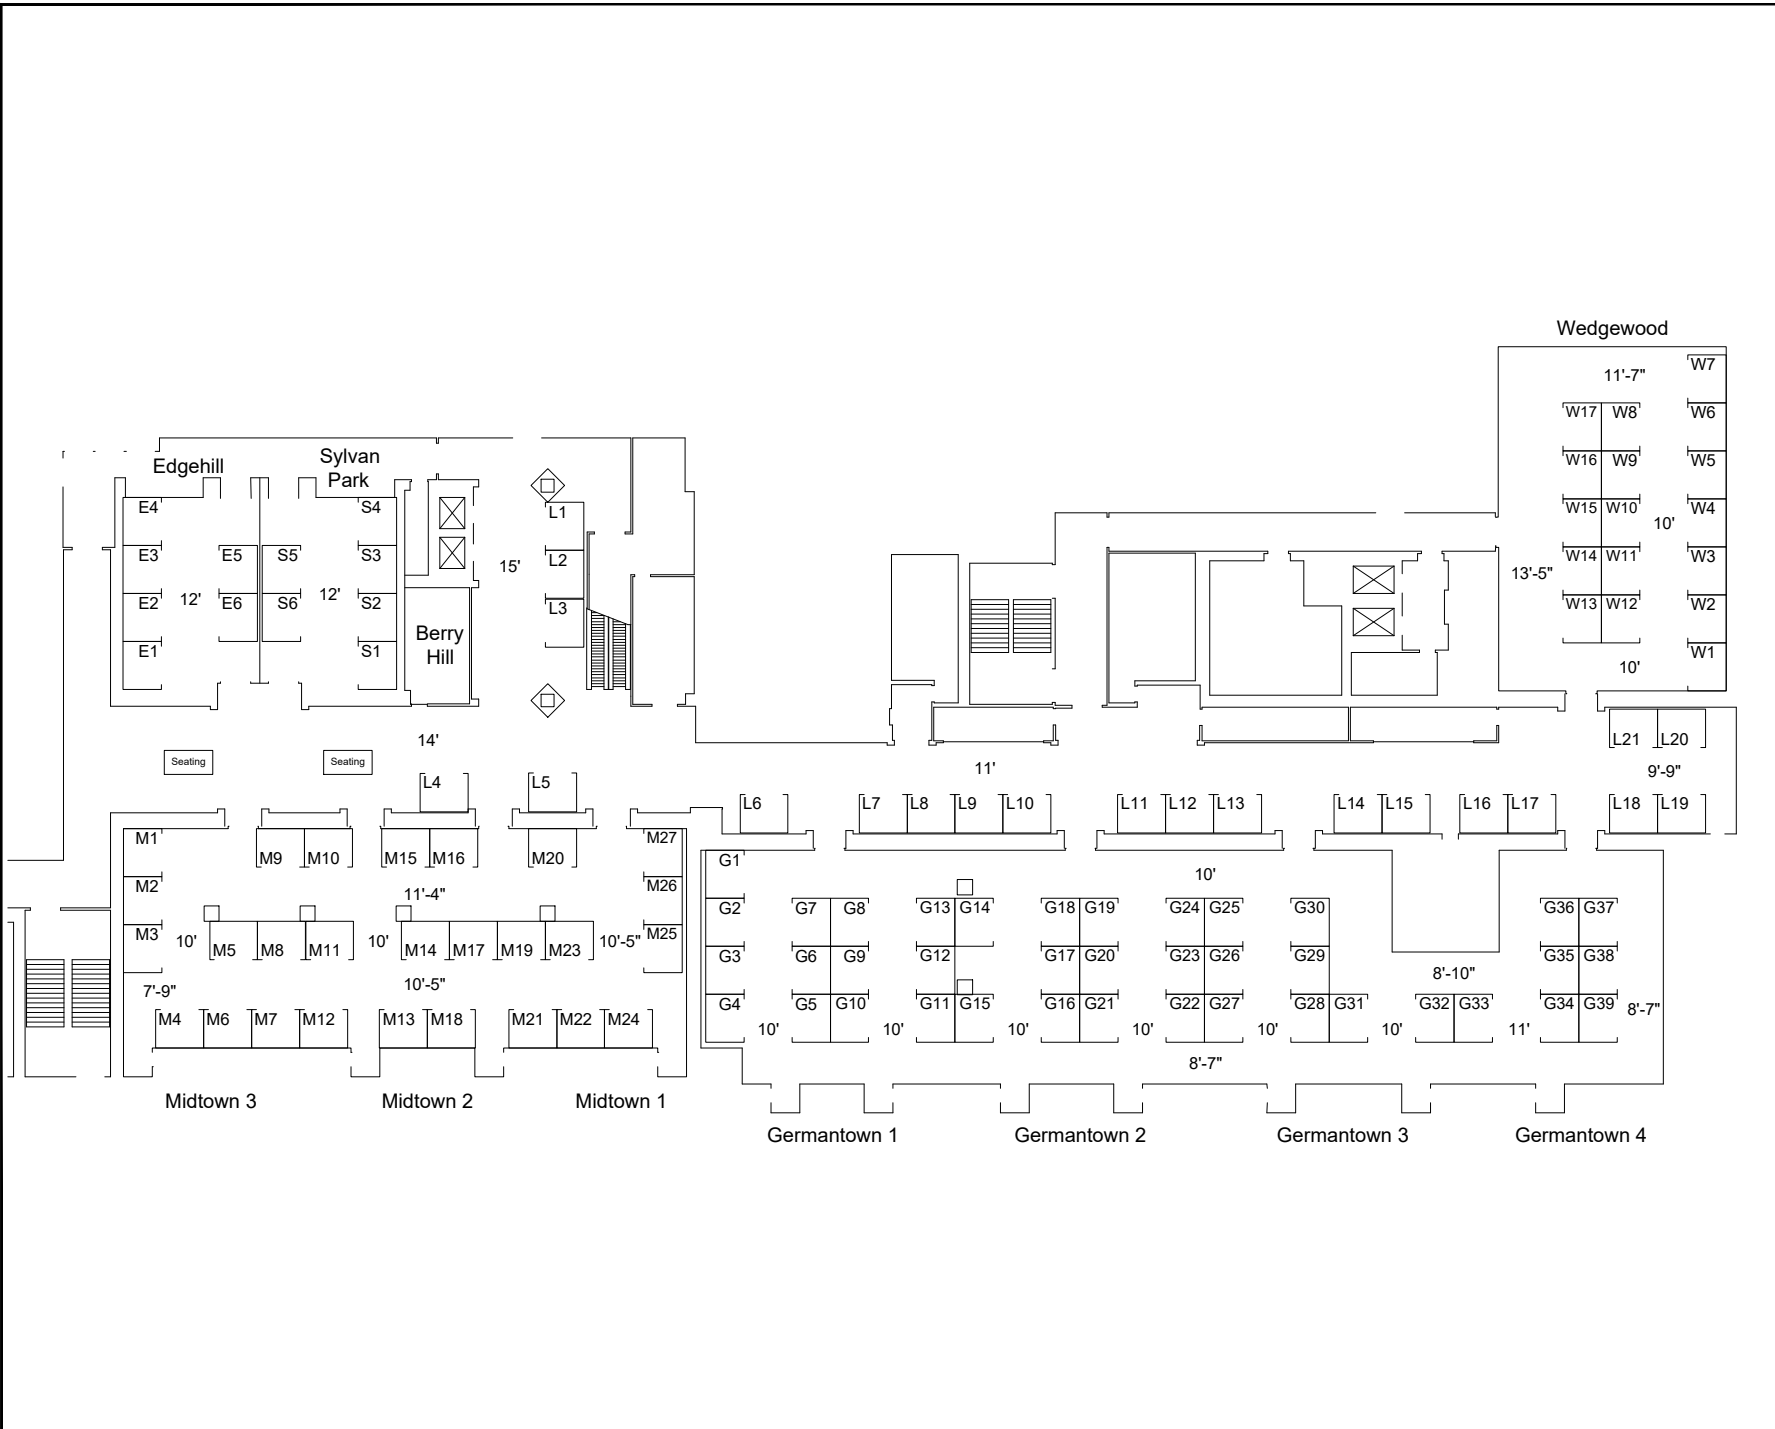 Wedgewood
W7
11'-7"
W17 W8 W6
Edgehill
Sylvan
Park
W16 W9 W5
E4 S4 L1 W15 W10 W4
10'
E3 E5 S5 S3 L2 W14 W11 W3
15'
13'-5"
12' 12'
E2 E6 S6 S2 L3 W13 W12 W2
Berry
Hill
E1 S1 W1
10'
14'
L21 L20
Seating Seating
11'
9'-9"
L4 L5
L6 L7 L8 L9 L10 L11 L12 L13 L14 L15 L16 L17 L18 L19
M1 M27
M9 M10 M15 M16 M20 G1
10'
M2 M26
11'-4"
G2 G7 G8 G13 G14 G18 G19 G24 G25 G30 G36 G37
M3 M25
10' 10' 10'-5"
M5 M8 M11 M14 M17 M19 M23
G3 G6 G9 G12 G17 G20 G23 G26 G29 G35 G38
8'-10"
7'-9" 10'-5"
G4 G5 G10 G11 G15 G16 G21 G22 G27 G28 G31 G32 G33 G34 G39
8'-7"
M4 M6 M7 M12 M13 M18 M21 M22 M24
10' 10' 10' 10' 10' 10' 11'
8'-7"
Midtown 3 Midtown 2 Midtown 1
Germantown 1 Germantown 2 Germantown 3 Germantown 4